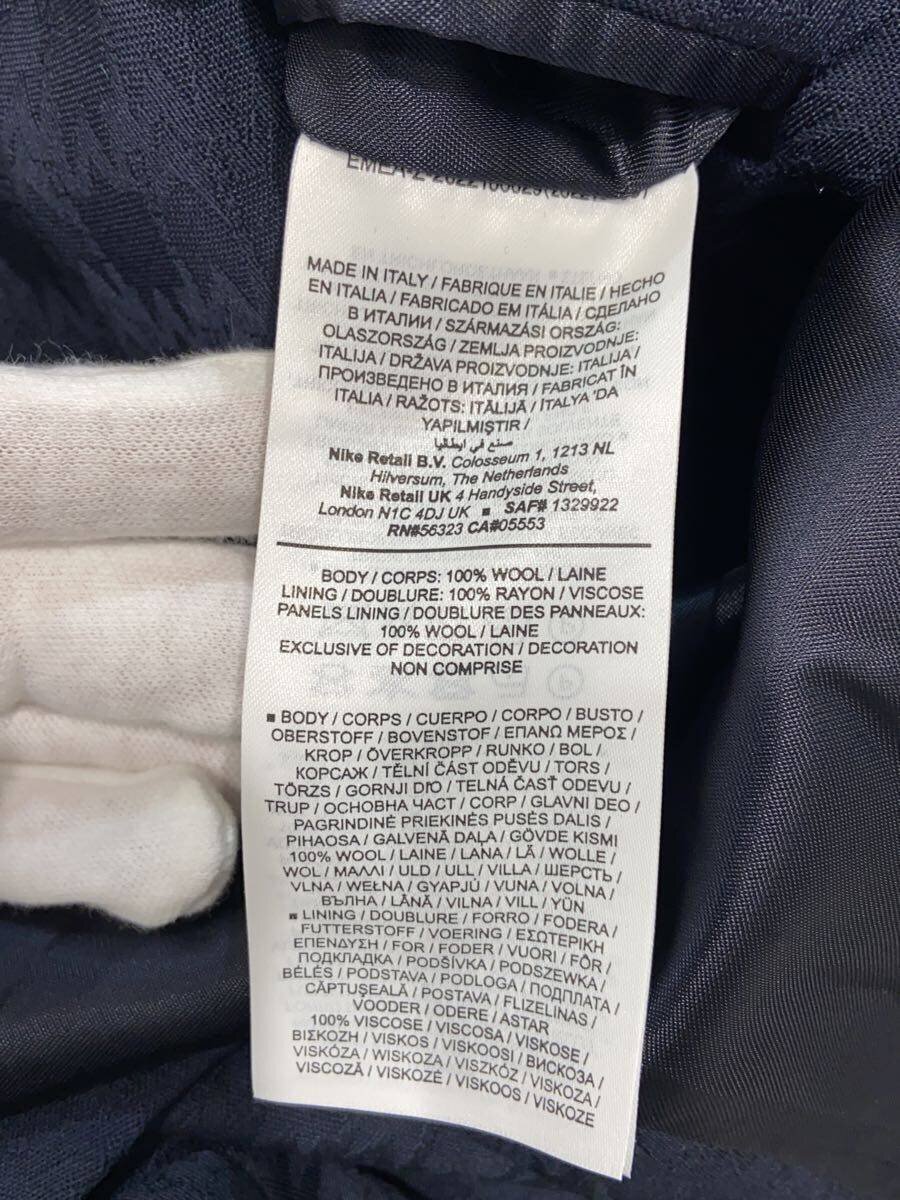 MADE IN ITALY / FABRIQUE EN ITALIE / HECHO
EN ITALIA / FABRICADO EM ITÁLIA / СДЕЛАНО
В ИТАЛИИ / SZÁRMAZÁSI ORSZÁG:
OLASZORSZÁG / ZEMLJA PROIZVODNJE:
ITALIJA / DRŽAVA PROIZVODNJE: ITALIJA /
ПРОИЗВЕДЕНО В ИТАЛИЯ / FABRICAT ÎN
ITALIA / RAŽOTS: ITĀLIJĀ / İTALYA 'DA
YAPILMIŞTIR /
صنع في ايطاليا
Nike Retail B.V. Colosseum 1, 1213 NL
Hilversum, The Netherlands
Nike Retail UK 4 Handyside Street,
London N1C 4DJ UK ■ SAF# 1329922
RN#56323 CA#05553
BODY / CORPS: 100% WOOL / LAINE
LINING / DOUBLURE: 100% RAYON / VISCOSE
PANELS LINING / DOUBLURE DES PANNEAUX:
100% WOOL / LAINE
EXCLUSIVE OF DECORATION / DECORATION
NON COMPRISE
■ BODY / CORPS / CUERPO / CORPO / BUSTO /
OBERSTOFF / BOVENSTOF / ΕΠΑΝΩ ΜΕΡΟΣ /
KROP / ÖVERKROPP / RUNKO / BOL /
КОРСАЖ / TĚLNÍ ČÁST ODĚVU / TORS /
TÖRZS / GORNJI DIO / TELNÁ ČASŤ ODEVU /
TRUP / ОСНОВНА ЧАСТ / CORP / GLAVNI DEO /
PAGRINDINĖ PRIEKINĖS PUSĖS DALIS /
PIHAOSA / GALVENĀ DAĻA / GÖVDE KISMI
100% WOOL / LAINE / LANA / LÃ / WOLLE /
WOL / ΜΑΛΛΙ / ULD / ULL / VILLA / ШЕРСТЬ /
VLNA / WEŁNA / GYAPJÚ / VUNA / VOLNA /
ВЪЛНА / LÂNĂ / VILNA / VILL / YÜN
■ LINING / DOUBLURE / FORRO / FODERA /
FUTTERSTOFF / VOERING / ΕΣΩΤΕΡΙΚΗ
ΕΠΕΝΔΥΣΗ / FOR / FODER / VUORI / FÔR /
ПОДКЛАДКА / PODŠÍVKA / PODSZEWKA /
BÉLÉS / PODSTAVA / PODLOGA / ПОДПЛАТА /
CĂPTUȘEALĂ / POSTAVA / FLIZELINAS /
VOODER / ODERE / ASTAR
100% VISCOSE / VISCOSA / VISKOSE /
ΒΙΣΚΟΖΗ / VISKOS / VISKOOSI / ВИСКОЗА /
VISKÓZA / WISKOZA / VISZKÓZ / VISKOZA /
VISCOZĂ / VISKOZĖ / VISKOOS / VISKOZE